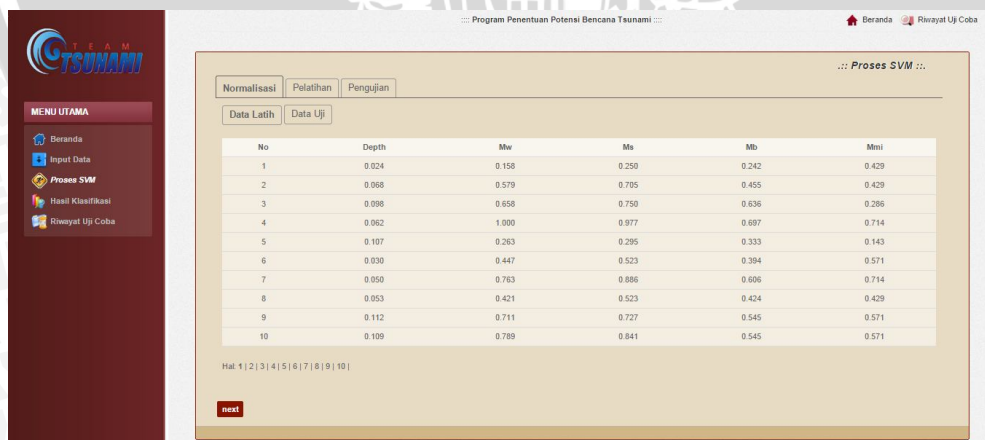 :::: Program Penentuan Potensi Bencana Tsunami ::::
Beranda Riwayat Uji Coba
TEAM
GTSUNAMI
MENU UTAMA
Beranda
Input Data
Proses SVM
Hasil Klasifikasi
Riwayat Uji Coba
.:: Proses SVM ::.
Normalisasi Pelatihan Pengujian
Data Latih Data Uji
No Depth Mw Ms Mb Mmi
1 0.024 0.158 0.250 0.242 0.429
2 0.068 0.579 0.705 0.455 0.429
3 0.098 0.658 0.750 0.636 0.286
4 0.062 1.000 0.977 0.697 0.714
5 0.107 0.263 0.295 0.333 0.143
6 0.030 0.447 0.523 0.394 0.571
7 0.050 0.763 0.886 0.606 0.714
8 0.053 0.421 0.523 0.424 0.429
9 0.112 0.711 0.727 0.545 0.571
10 0.109 0.789 0.841 0.545 0.571
Hal: 1 | 2 | 3 | 4 | 5 | 6 | 7 | 8 | 9 | 10 |
next